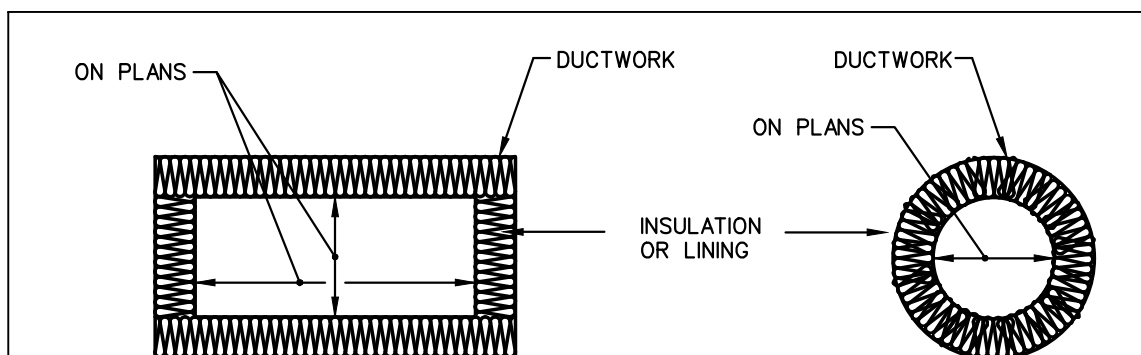 ON PLANS
DUCTWORK
DUCTWORK
ON PLANS
INSULATION
OR LINING